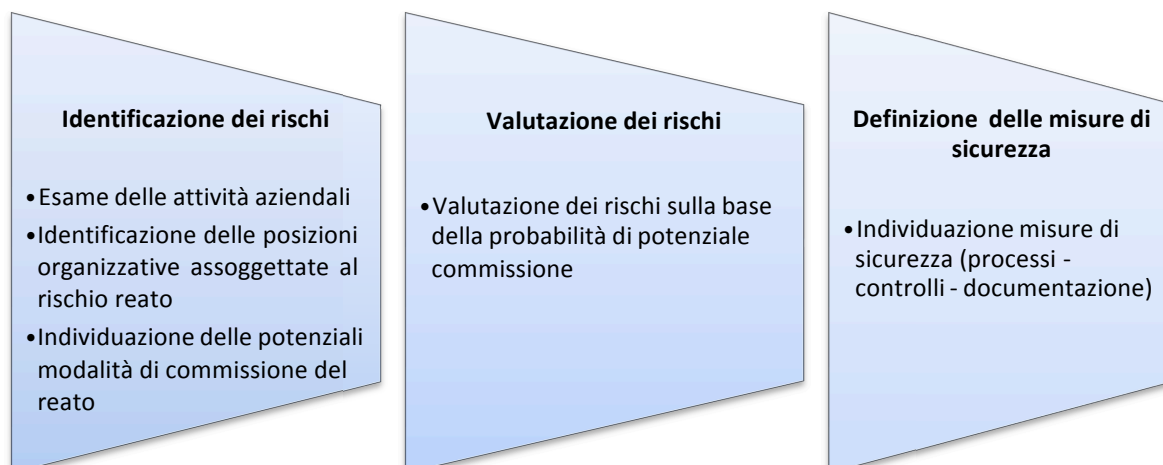 Identificazione dei rischi
•Esame delle attività aziendali
•Identificazione delle posizioni
organizzative assoggettate al
rischio reato
•Individuazione delle potenziali
modalità di commissione del
reato
Valutazione dei rischi
•Valutazione dei rischi sulla base
della probabilità di potenziale
commissione
Definizione delle misure di
sicurezza
•Individuazione misure di
sicurezza (processi -
controlli - documentazione)